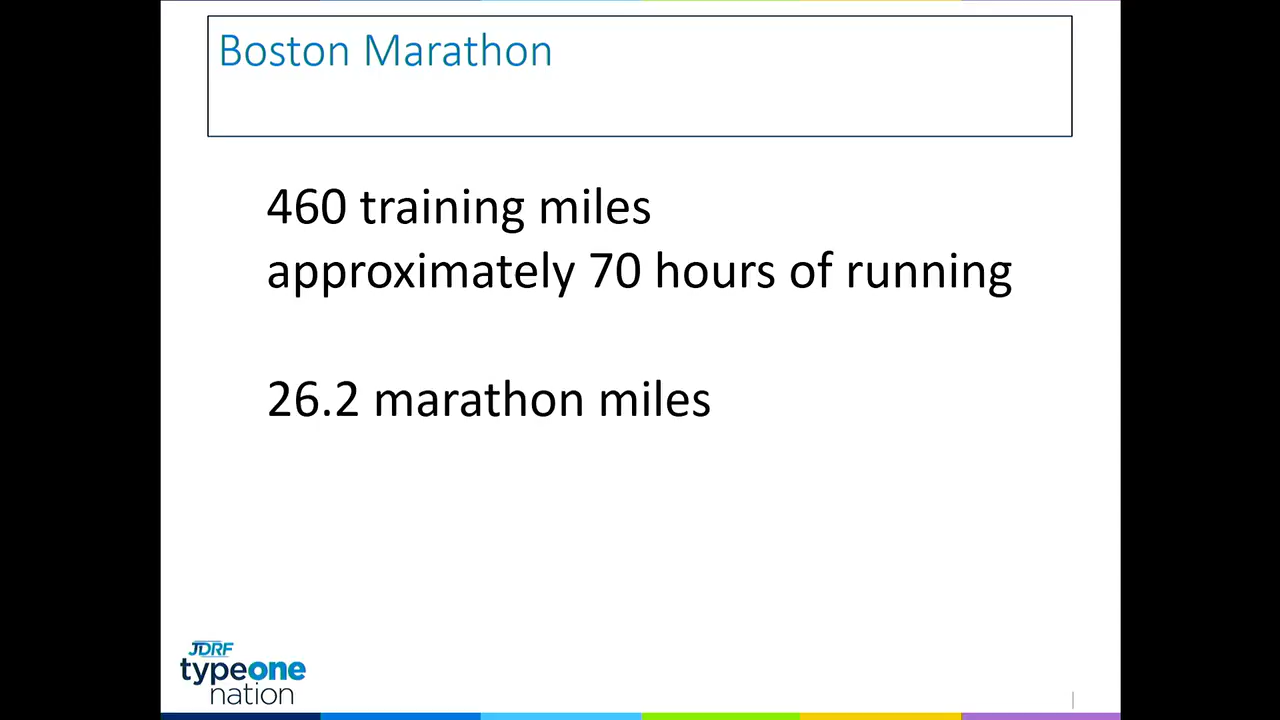 Boston Marathon
460 training miles
approximately 70 hours of running
26.2 marathon miles
JDRF
typeone
nation